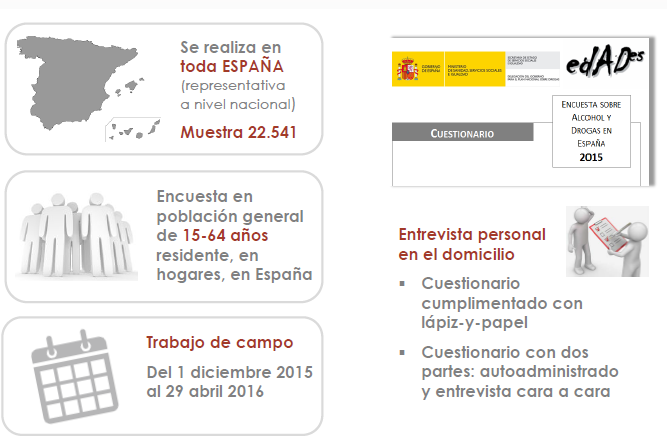 Se realiza en
toda ESPAÑA
(representativa
a nivel nacional)
Muestra 22.541
Encuesta en
población general
de 15-64 años
residente, en
hogares, en España
Trabajo de campo
Del 1 diciembre 2015
al 29 abril 2016
GOBIERNO
DE ESPAÑA
MINISTERIO
DE SANIDAD, SERVICIOS SOCIALES
E IGUALDAD
edADes
ENCUESTA SOBRE
ALCOHOL Y
DROGAS EN
ESPAÑA
2015
CUESTIONARIO
Entrevista personal
en el domicilio
▪ Cuestionario
cumplimentado con
lápiz-y-papel
▪ Cuestionario con dos
partes: autoadministrado
y entrevista cara a cara